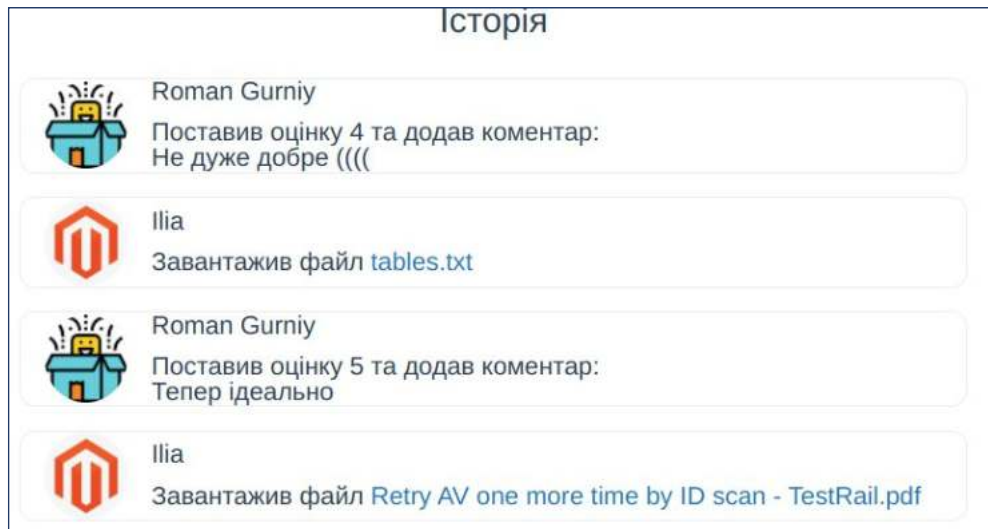 Історія
Roman Gurniy
Поставив оцінку 4 та додав коментар:
Не дуже добре ((((
Ilia
Завантажив файл tables.txt
Roman Gurniy
Поставив оцінку 5 та додав коментар:
Тепер ідеально
Ilia
Завантажив файл Retry AV one more time by ID scan - TestRail.pdf